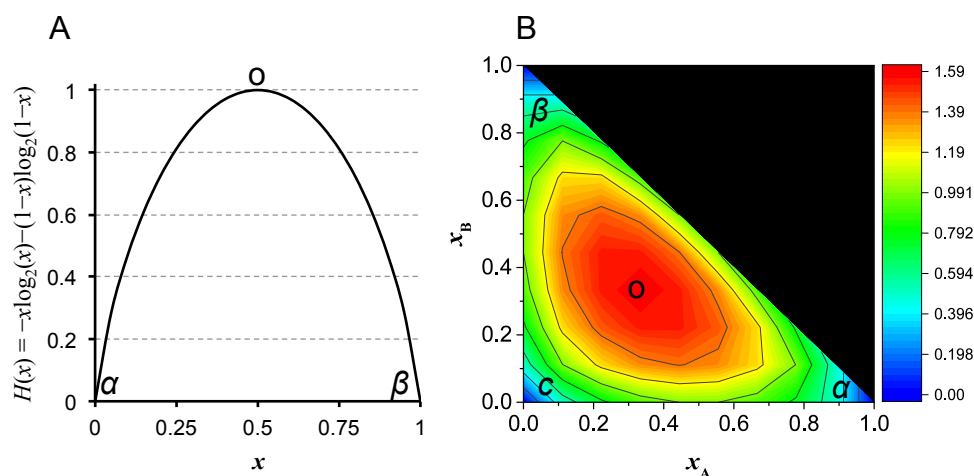 A
H(x) = −xlog₂(x)−(1−x)log₂(1−x)
1
0.8
0.6
0.4
0.2
0
O
α
β
0
0.25
0.5
0.75
1
x
B
x_B
1.0
0.8
0.6
0.4
0.2
0.0
β
O
c
α
0.0
0.2
0.4
0.6
0.8
1.0
x_A
1.59
1.39
1.19
0.991
0.792
0.594
0.396
0.198
0.00